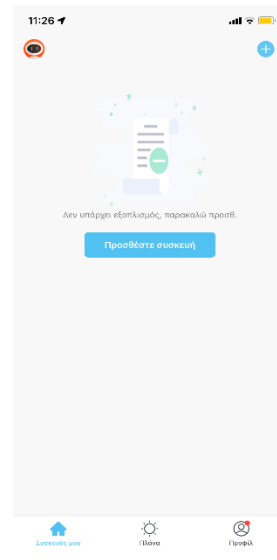 11:26
Δεν υπάρχει εξοπλισμός, παρακαλώ προσθ.
Προσθέστε συσκευή
Συσκευές μου
Πλάνα
Προφίλ